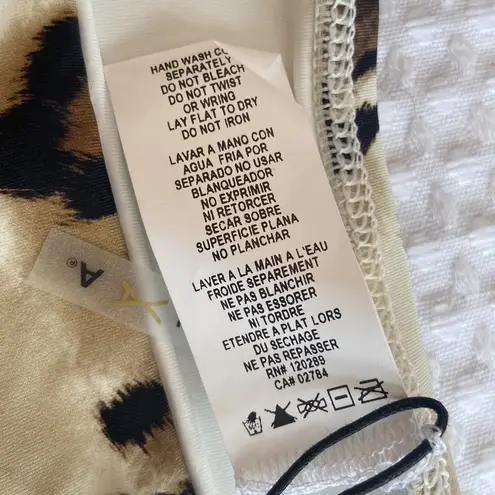 HAND WASH CO
SEPARATELY
DO NOT BLEACH
DO NOT TWIST
OR WRING
LAY FLAT TO DRY
DO NOT IRON
LAVAR A MANO CON
AGUA FRIA POR
SEPARADO NO USAR
BLANQUEADOR
NO EXPRIMIR
NI RETORCER
SECAR SOBRE
SUPERFICIE PLANA
NO PLANCHAR
LAVER A LA MAIN A L'EAU
FROIDE SEPAREMENT
NE PAS BLANCHIR
NE PAS ESSORER
NI TORDRE
ETENDRE A PLAT LORS
DU SECHAGE
NE PAS REPASSER
RN# 120289
CA# 02784
A®